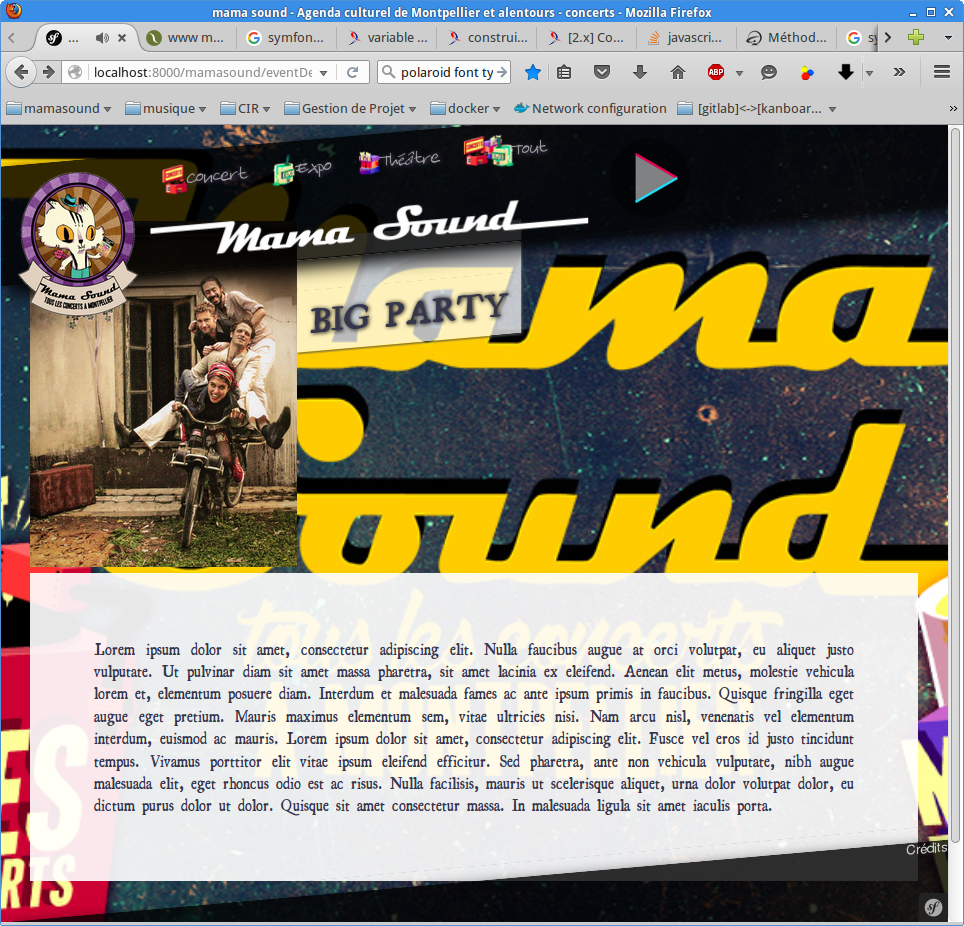 mama sound - Agenda culturel de Montpellier et alentours - concerts - Mozilla Firefox
... www m... symfon... variable ... construi... [2.x] Co... javascri... Méthod... sy
localhost:8000/mamasound/eventDe
polaroid font ty
ABP
mamasound musique CIR Gestion de Projet docker Network configuration [gitlab]<->[kanboar... »
concert Expo Théâtre Tout
Mama Sound
Mama Sound
TOUS LES CONCERTS A MONTPELLIER
BIG PARTY
Mama
Sound
tous les concerts
A MONTPELLIER
Lorem ipsum dolor sit amet, consectetur adipiscing elit. Nulla faucibus augue at orci volutpat, eu aliquet justo
vulputate. Ut pulvinar diam sit amet massa pharetra, sit amet lacinia ex eleifend. Aenean elit metus, molestie vehicula
lorem et, elementum posuere diam. Interdum et malesuada fames ac ante ipsum primis in faucibus. Quisque fringilla eget
augue eget pretium. Mauris maximus elementum sem, vitae ultricies nisi. Nam arcu nisl, venenatis vel elementum
interdum, euismod ac mauris. Lorem ipsum dolor sit amet, consectetur adipiscing elit. Fusce vel eros id justo tincidunt
tempus. Vivamus porttitor elit vitae ipsum eleifend efficitur. Sed pharetra, ante non vehicula vulputate, nibh augue
malesuada elit, eget rhoncus odio est ac risus. Nulla facilisis, mauris ut scelerisque aliquet, urna dolor volutpat dolor, eu
dictum purus dolor ut dolor. Quisque sit amet consectetur massa. In malesuada ligula sit amet iaculis porta.
ES
RTS
Crédits
sf